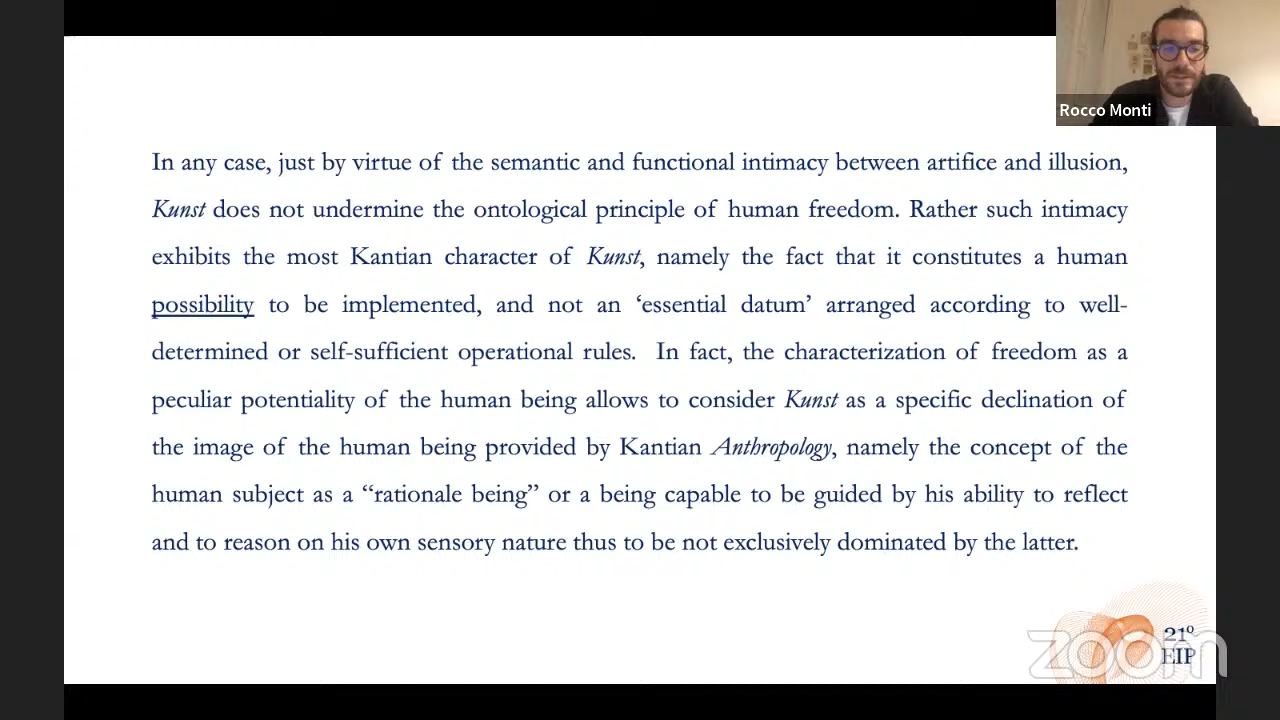 Rocco Monti
In any case, just by virtue of the semantic and functional intimacy between artifice and illusion,
Kunst does not undermine the ontological principle of human freedom. Rather such intimacy
exhibits the most Kantian character of Kunst, namely the fact that it constitutes a human
possibility to be implemented, and not an ‘essential datum’ arranged according to well-
determined or self-sufficient operational rules. In fact, the characterization of freedom as a
peculiar potentiality of the human being allows to consider Kunst as a specific declination of
the image of the human being provided by Kantian Anthropology, namely the concept of the
human subject as a “rationale being” or a being capable to be guided by his ability to reflect
and to reason on his own sensory nature thus to be not exclusively dominated by the latter.
21º
EIP
zoom